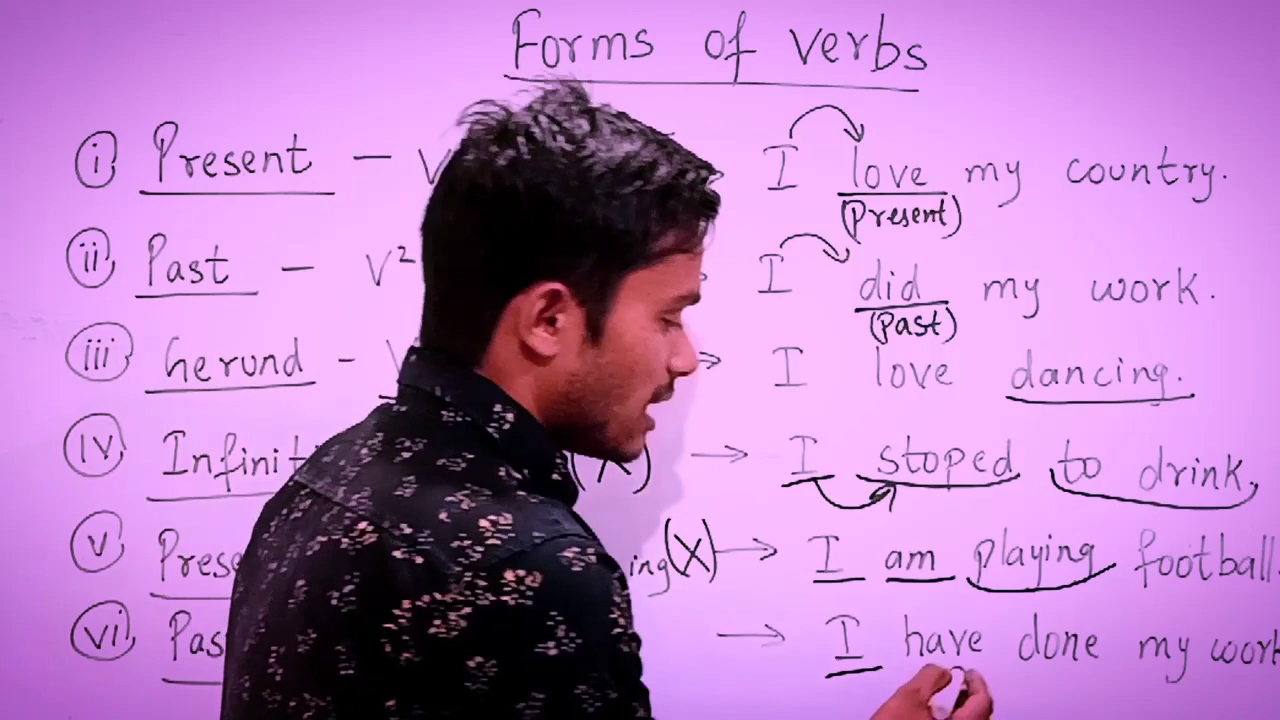 Forms of verbs
(i) Present — V → I love my country.
(Present)
(ii) Past — V² → I did my work.
(Past)
(iii) Gerund - V → I love dancing.
(iv) Infiniti (X) → I stoped to drink.
(v) Prese ing (X) → I am playing football.
(vi) Pas → I have done my work